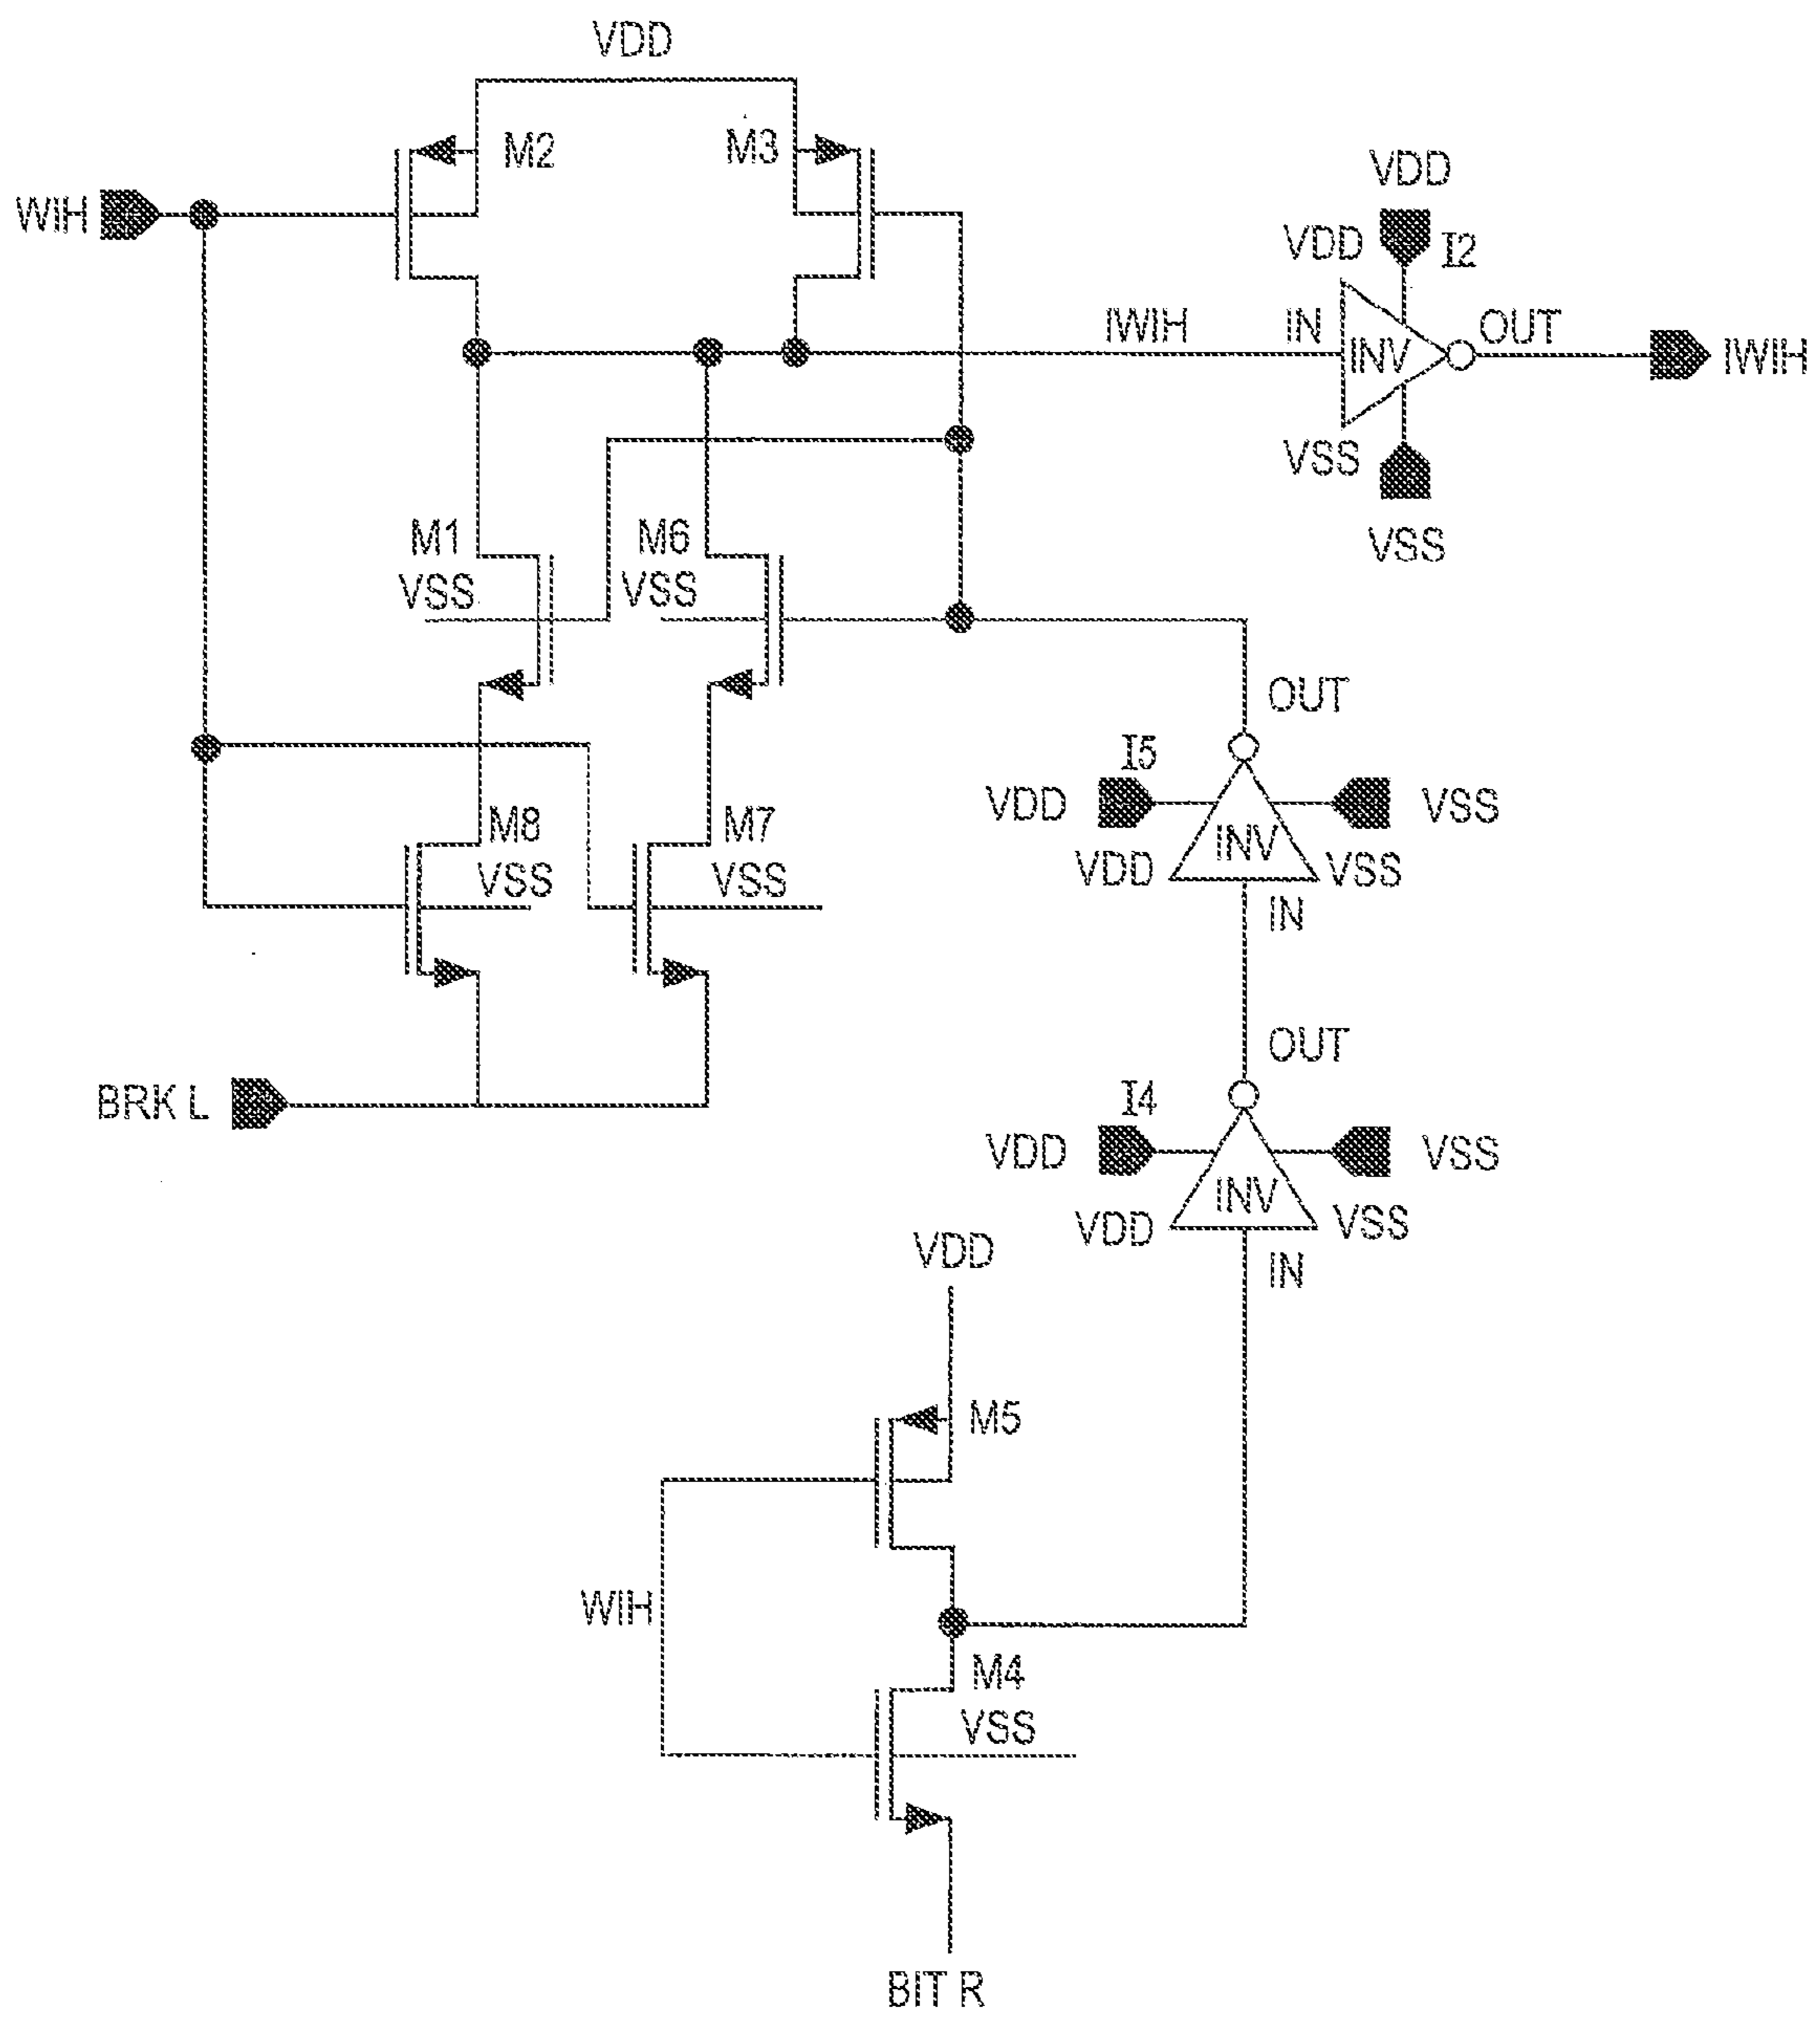 VDD
M2
M3
WIH
VDD
VDD
I2
IWIH
IN
INV
OUT
IWIH
VSS
VSS
M1
VSS
M6
VSS
OUT
I5
VDD
VSS
INV
VDD
VSS
IN
M8
VSS
M7
VSS
BRK L
OUT
I4
VDD
VSS
INV
VDD
VSS
IN
VDD
M5
WIH
M4
VSS
BIT R